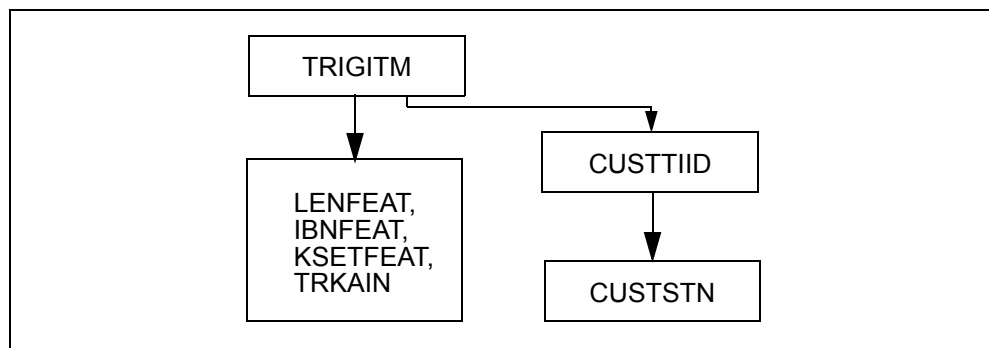 TRIGITM
CUSTTIID
LENFEAT,
IBNFEAT,
KSETFEAT,
TRKAIN
CUSTSTN